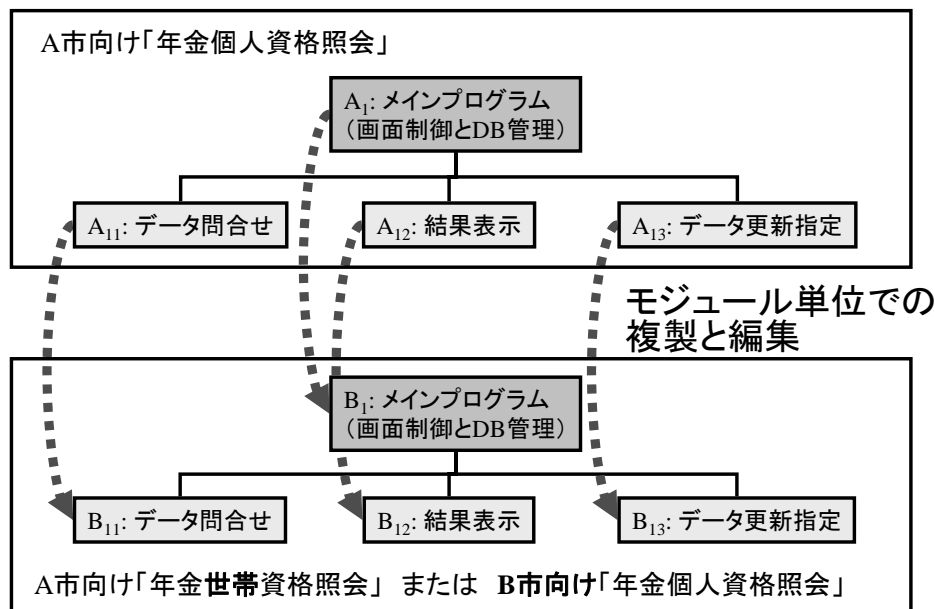 A市向け「年金個人資格照会」
A₁: メインプログラム
（画面制御とDB管理）
A₁₁: データ問合せ
A₁₂: 結果表示
A₁₃: データ更新指定
モジュール単位での
複製と編集
B₁: メインプログラム
（画面制御とDB管理）
B₁₁: データ問合せ
B₁₂: 結果表示
B₁₃: データ更新指定
A市向け「年金世帯資格照会」 または B市向け「年金個人資格照会」